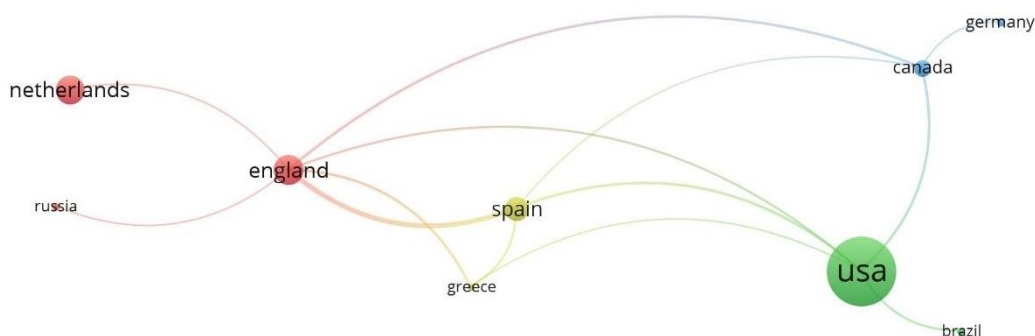 germany
canada
netherlands
england
russia
spain
usa
greece
brazil